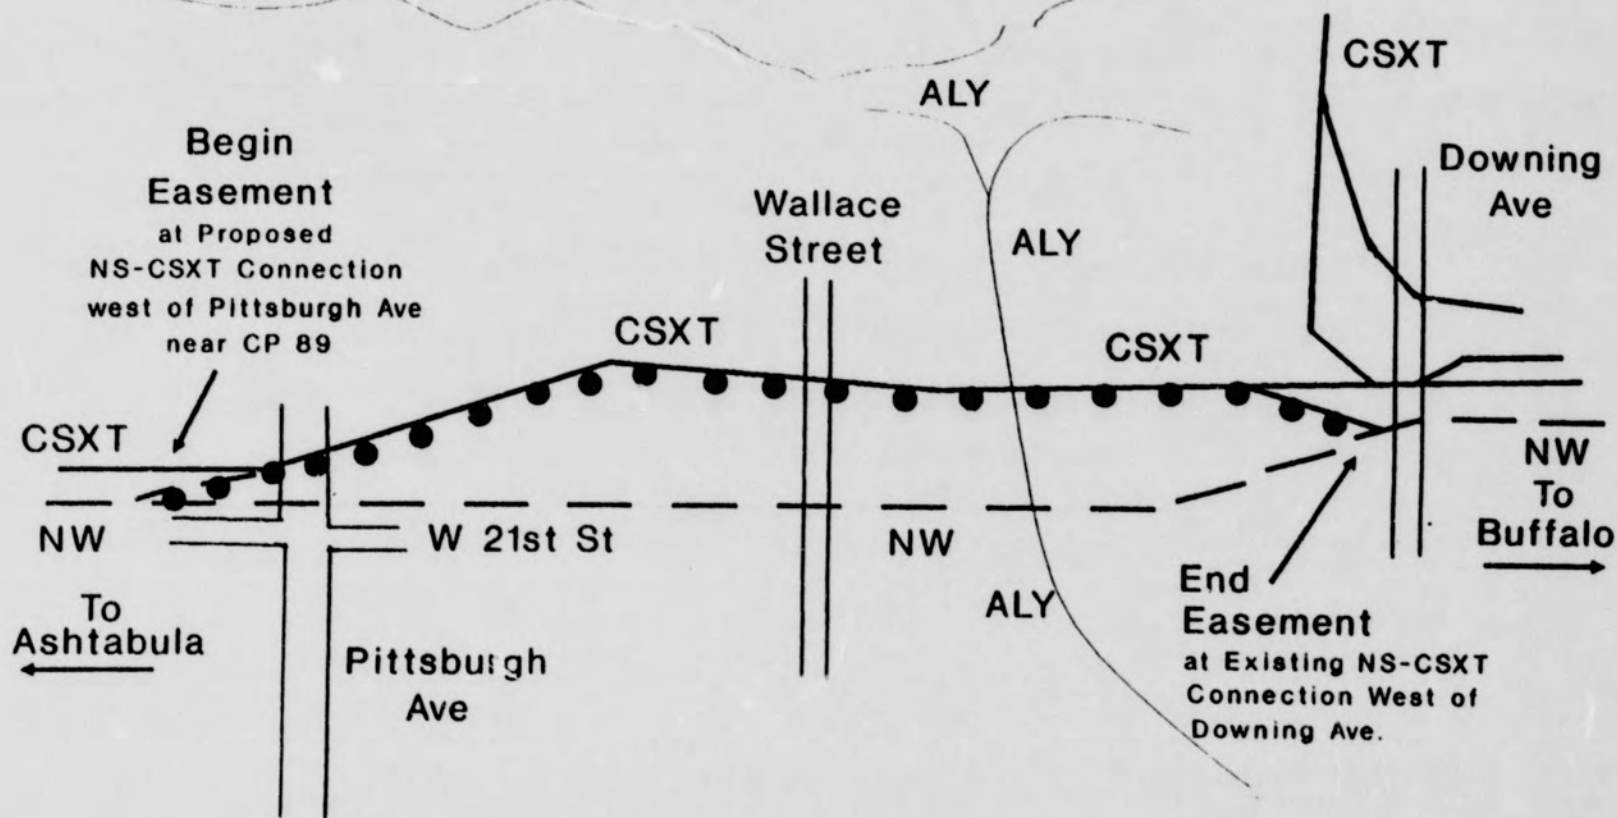 CSXT
ALY
Begin
Easement
at Proposed
NS-CSXT Connection
west of Pittsburgh Ave
near CP 89
Wallace
Street
ALY
Downing
Ave
CSXT
CSXT
CSXT
NW
W 21st St
NW
NW
To
Buffalo
To
Ashtabula
Pittsburgh
Ave
ALY
End
Easement
at Existing NS-CSXT
Connection West of
Downing Ave.